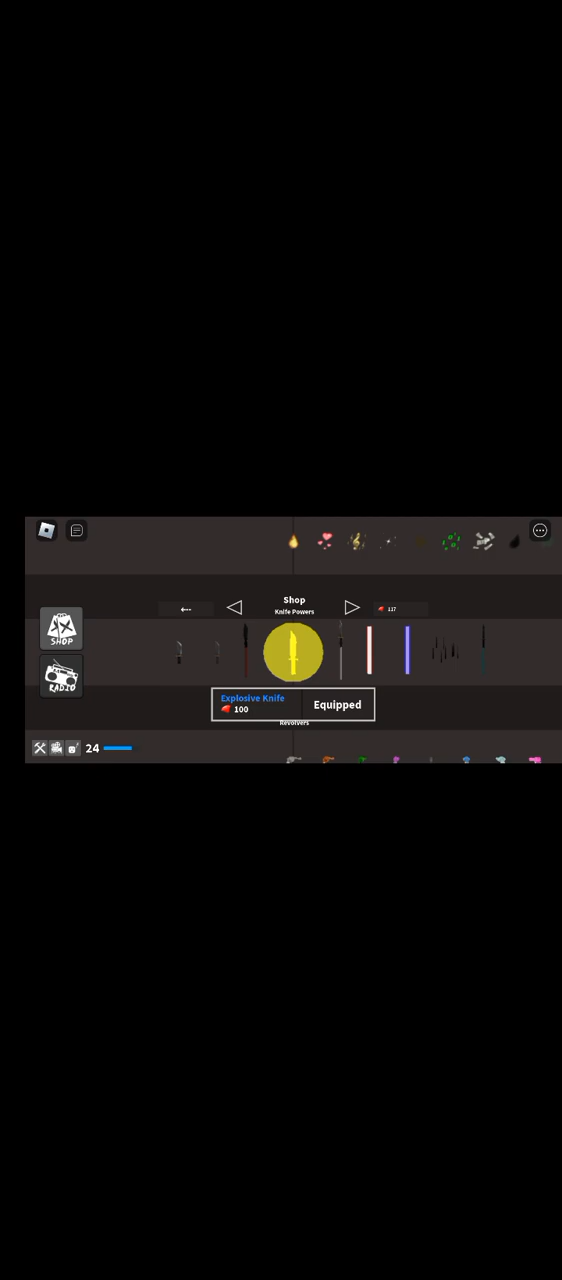 Shop
Knife Powers
←--
117
SHOP
RADIO
Explosive Knife
100
Equipped
Revolvers
24